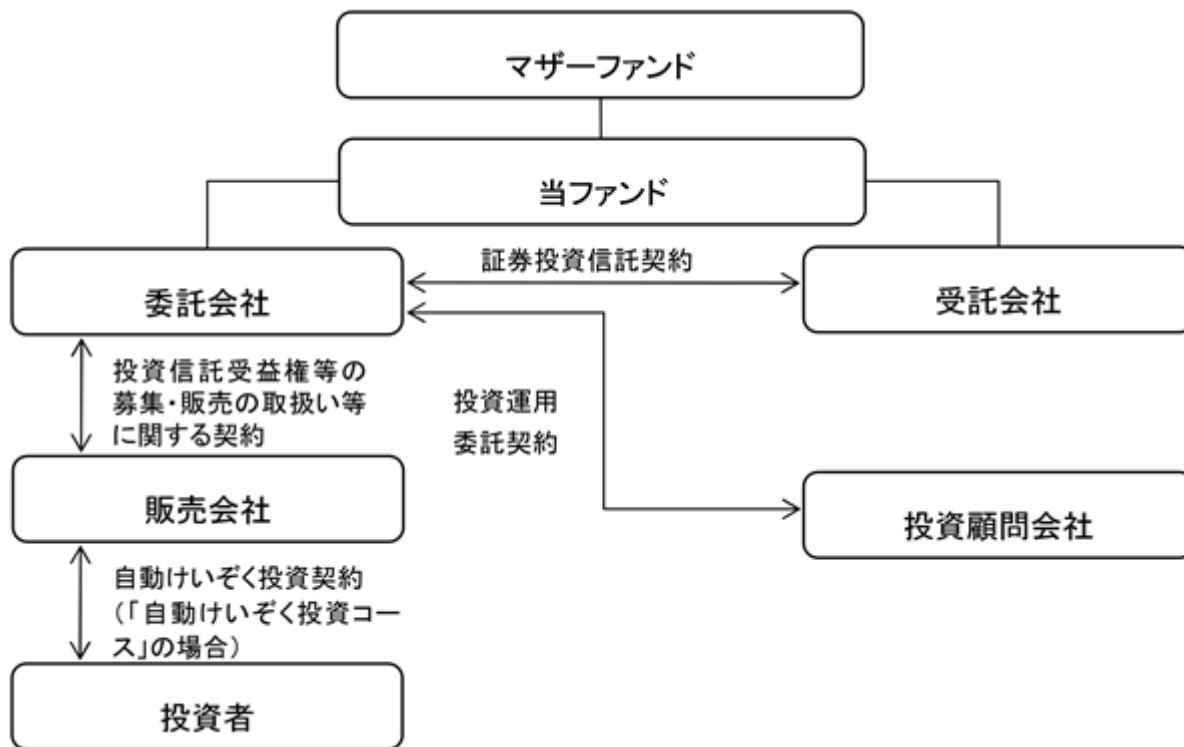 マザーファンド
当ファンド
証券投資信託契約
委託会社
受託会社
投資信託受益権等の
募集・販売の取扱い等
に関する契約
投資運用
委託契約
販売会社
投資顧問会社
自動けいぞく投資契約
(「自動けいぞく投資コー
ス」の場合)
投資者